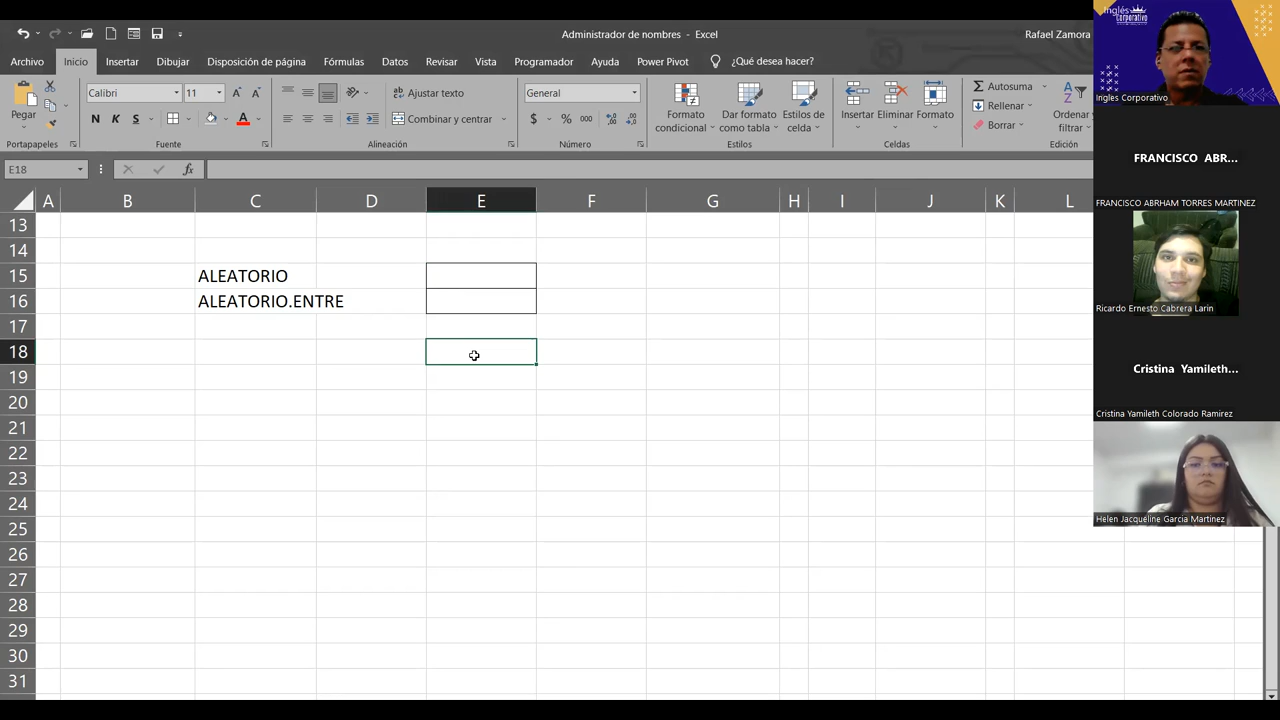 Administrador de nombres - Excel
Rafael Zamora
Archivo Inicio Insertar Dibujar Disposición de página Fórmulas Datos Revisar Vista Programador Ayuda Power Pivot ¿Qué desea hacer?
Pegar
Calibri 11
N K S
Ajustar texto
Combinar y centrar
General
$ % 000
Formato condicional
Dar formato como tabla
Estilos de celda
Insertar Eliminar Formato
Autosuma
Rellenar
Borrar
Ordenar y filtrar
Portapapeles Fuente Alineación Número Estilos Celdas Edición
E18
fx
A B C D E F G H I J K L
13
14
15 ALEATORIO
16 ALEATORIO.ENTRE
17
18
19
20
21
22
23
24
25
26
27
28
29
30
31
Inglés
Corporativo
Ingles Corporativo
FRANCISCO ABR...
FRANCISCO ABRHAM TORRES MARTINEZ
Ricardo Ernesto Cabrera Larin
Cristina Yamileth...
Cristina Yamileth Colorado Ramirez
Helen Jacqueline Garcia Martinez